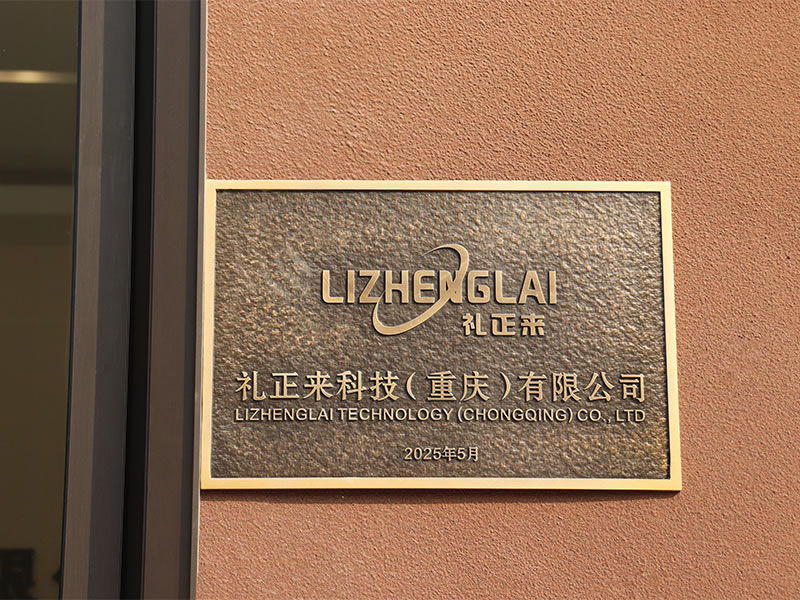 LIZHENGLAI
礼正来
礼正来科技（重庆）有限公司
LIZHENGLAI TECHNOLOGY (CHONGQING) CO., LTD
2025年5月